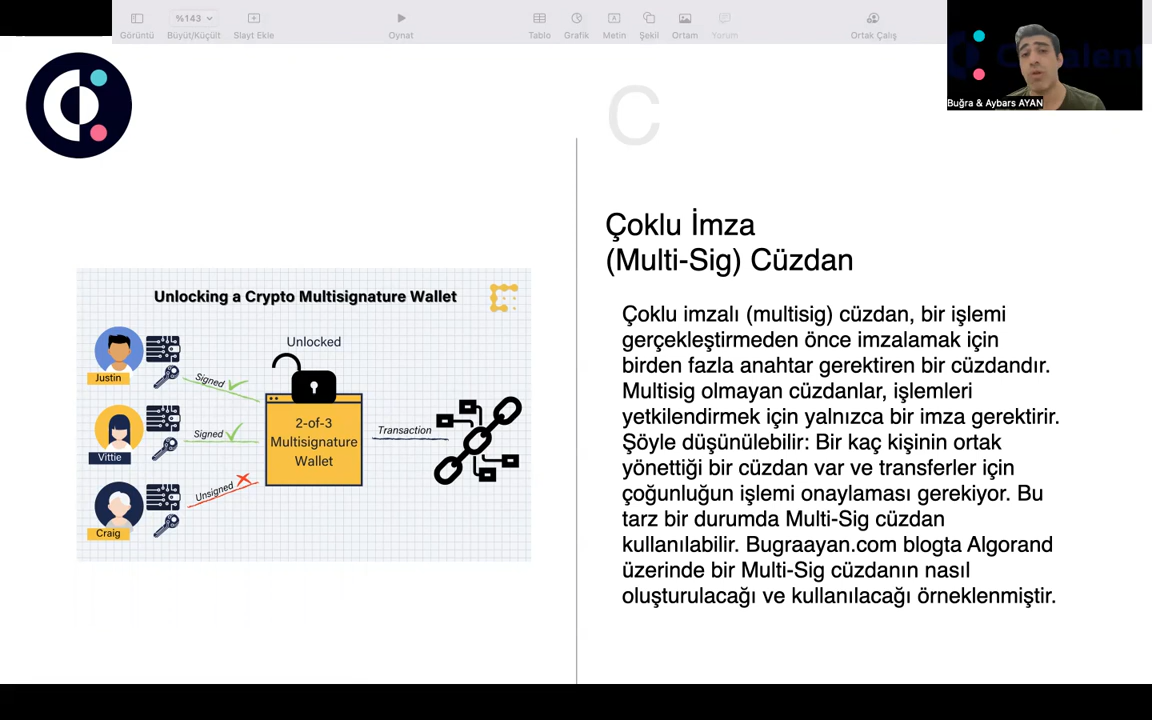 %143
Görüntü
Büyüt/Küçült
Slayt Ekle
Oynat
Tablo
Grafik
Metin
Şekil
Ortam
Yorum
Ortak Çalış
Buğra & Aybars AYAN
C
Çoklu İmza
(Multi-Sig) Cüzdan
Çoklu imzalı (multisig) cüzdan, bir işlemi
gerçekleştirmeden önce imzalamak için
birden fazla anahtar gerektiren bir cüzdandır.
Multisig olmayan cüzdanlar, işlemleri
yetkilendirmek için yalnızca bir imza gerektirir.
Şöyle düşünülebilir: Bir kaç kişinin ortak
yönettiği bir cüzdan var ve transferler için
çoğunluğun işlemi onaylaması gerekiyor. Bu
tarz bir durumda Multi-Sig cüzdan
kullanılabilir. Bugraayan.com blogta Algorand
üzerinde bir Multi-Sig cüzdanın nasıl
oluşturulacağı ve kullanılacağı örneklenmiştir.
Unlocking a Crypto Multisignature Wallet
Unlocked
Justin
Signed
Vittie
Signed
Craig
Unsigned
2-of-3
Multisignature
Wallet
Transaction